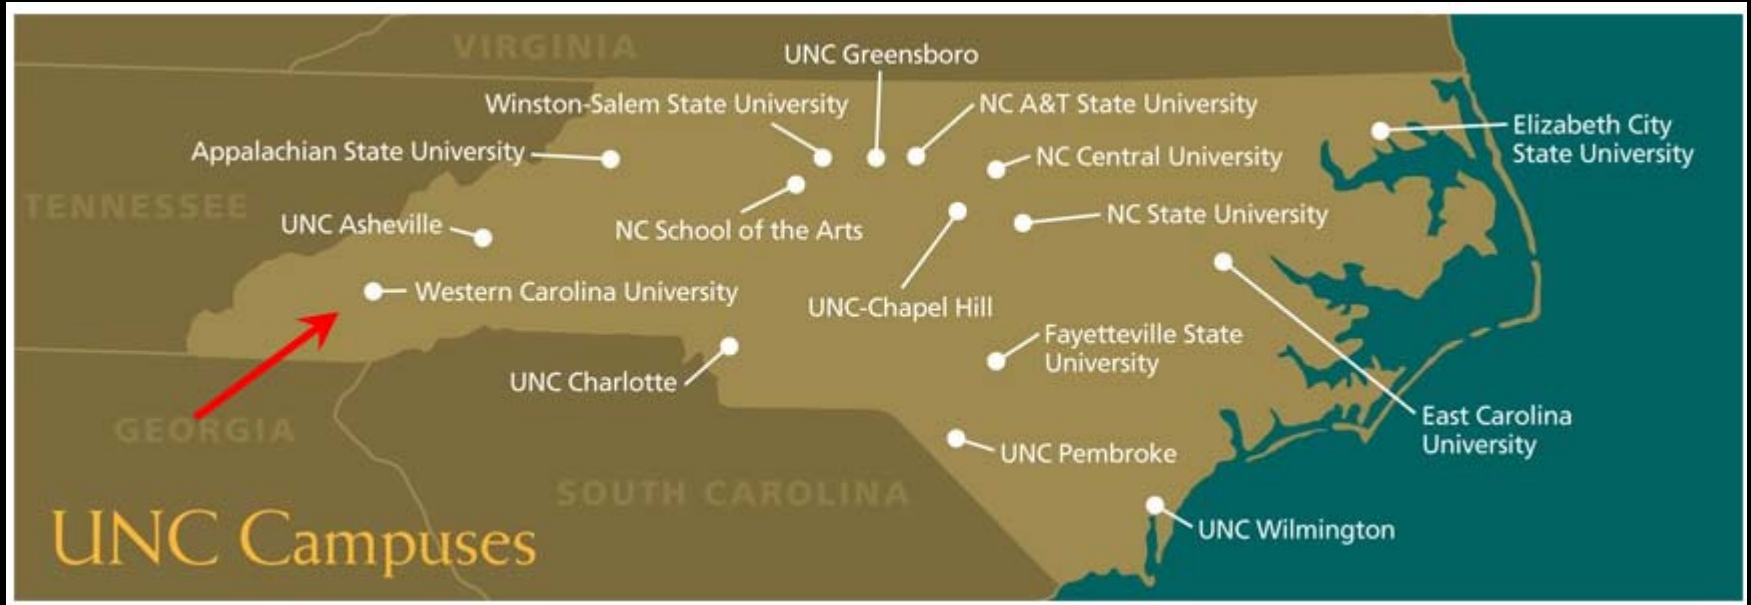 VIRGINIA
UNC Greensboro
Winston-Salem State University
NC A&T State University
Elizabeth City
State University
Appalachian State University
NC Central University
TENNESSEE
UNC Asheville
NC School of the Arts
NC State University
Western Carolina University
UNC-Chapel Hill
Fayetteville State
University
UNC Charlotte
GEORGIA
East Carolina
University
UNC Pembroke
SOUTH CAROLINA
UNC Wilmington
UNC Campuses